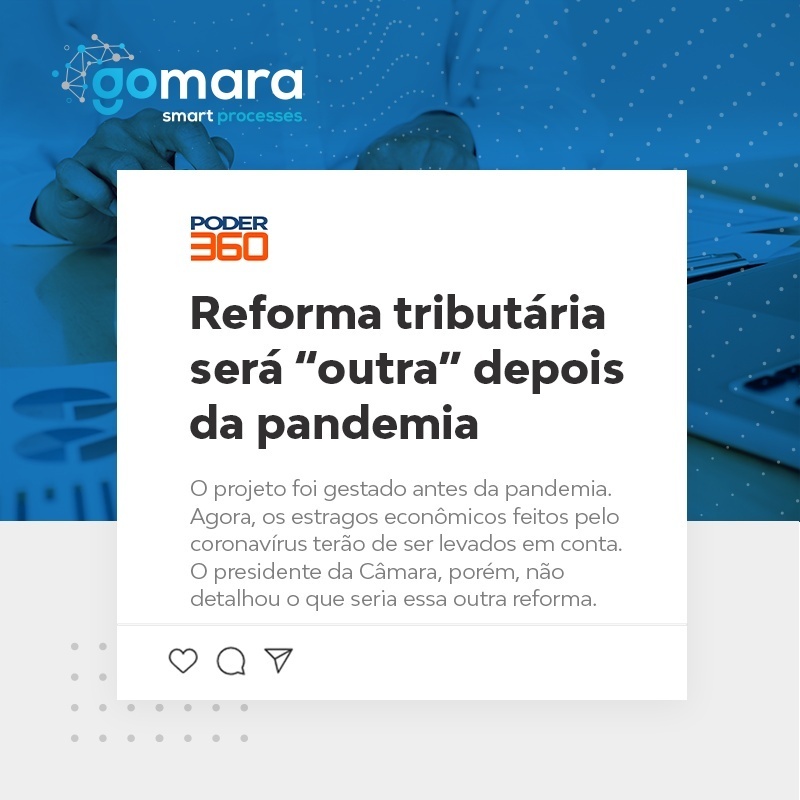 gomara
smart processes
PODER
360
Reforma tributária
será “outra” depois
da pandemia
O projeto foi gestado antes da pandemia.
Agora, os estragos econômicos feitos pelo
coronavírus terão de ser levados em conta.
O presidente da Câmara, porém, não
detalhou o que seria essa outra reforma.